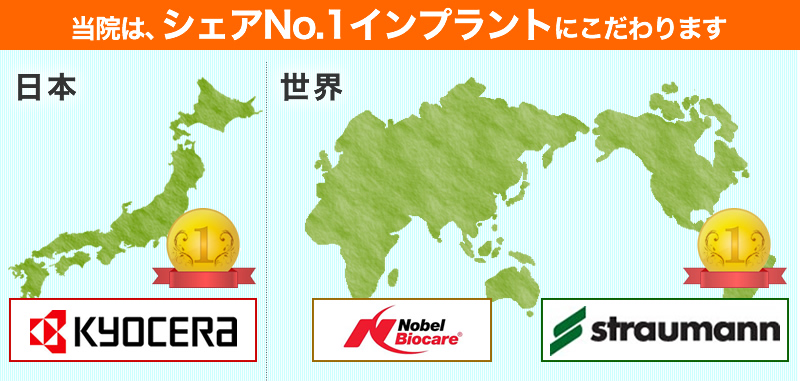 当院は、シェアNo.1インプラントにこだわります
日本
世界
1
1
KYOCERA
Nobel
Biocare®
straumann